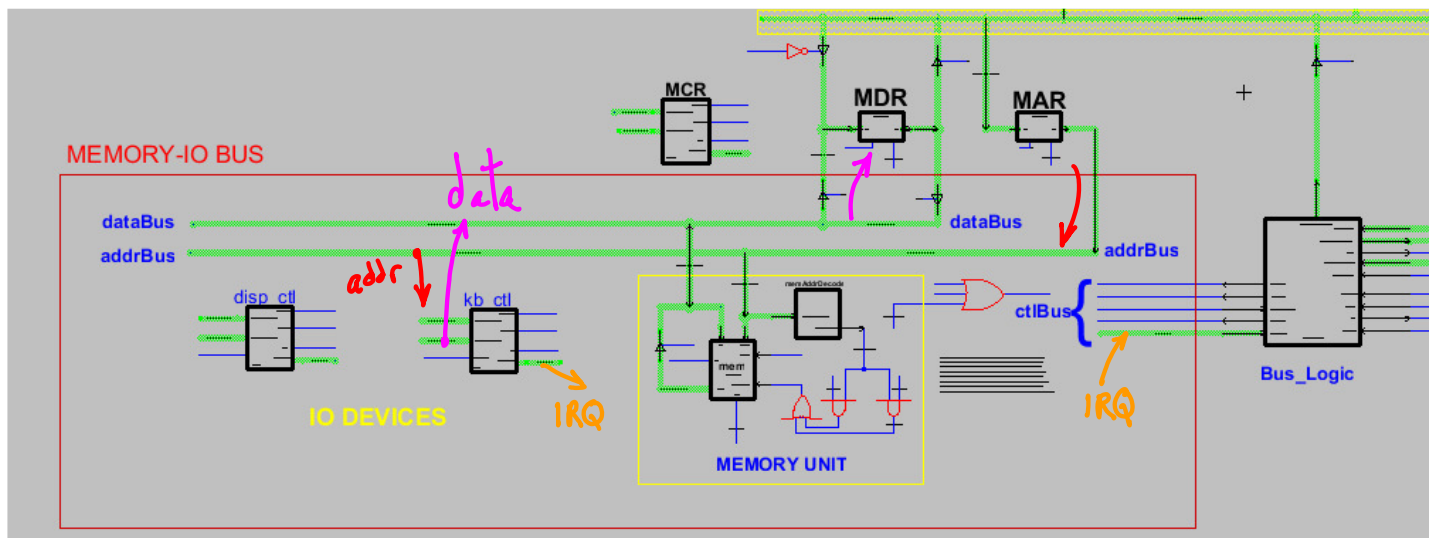 MCR
MDR
MAR
MEMORY-IO BUS
data
dataBus
dataBus
addrBus
addrBus
addr
disp_ctl
kb_ctl
memAddrDecode
ctlBus
{
mem
Bus_Logic
IO DEVICES
IRQ
IRQ
MEMORY UNIT